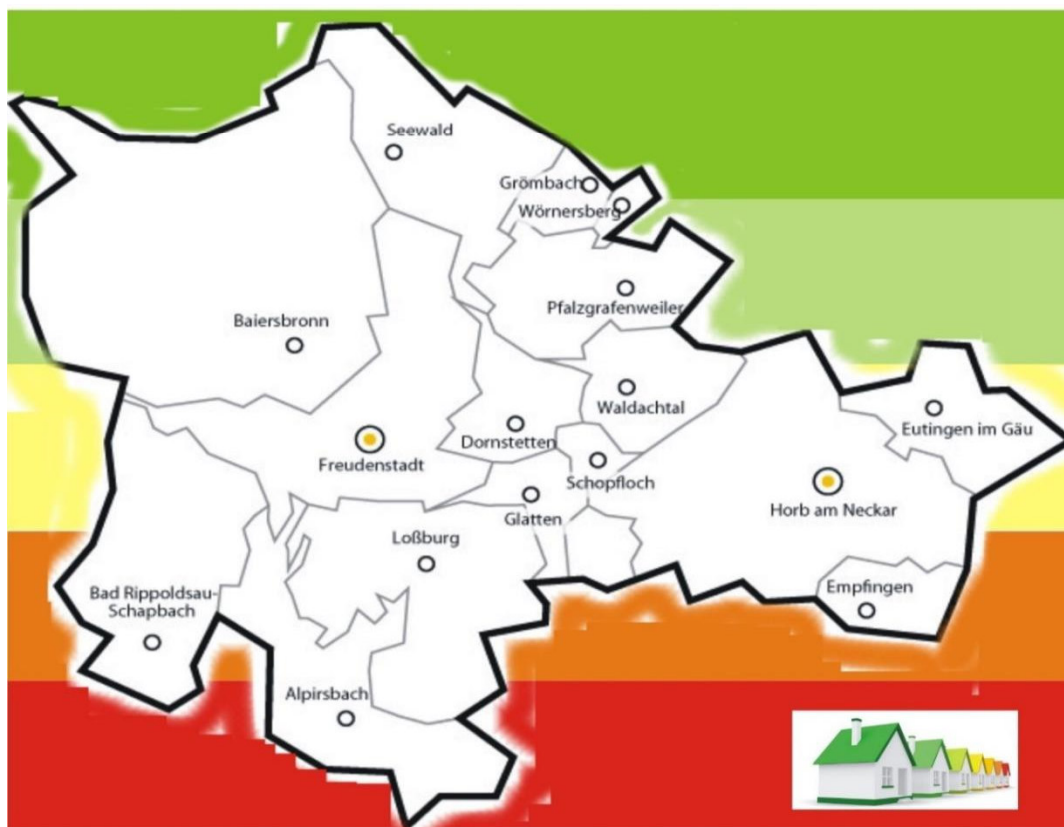 Seewald
Grömbach
Wörnersberg
Pfalzgrafenweiler
Baiersbronn
Waldachtal
Eutingen im Gäu
Dornstetten
Freudenstadt
Schopfloch
Horb am Neckar
Glatten
Loßburg
Empfingen
Bad Rippoldsau-
Schapbach
Alpirsbach